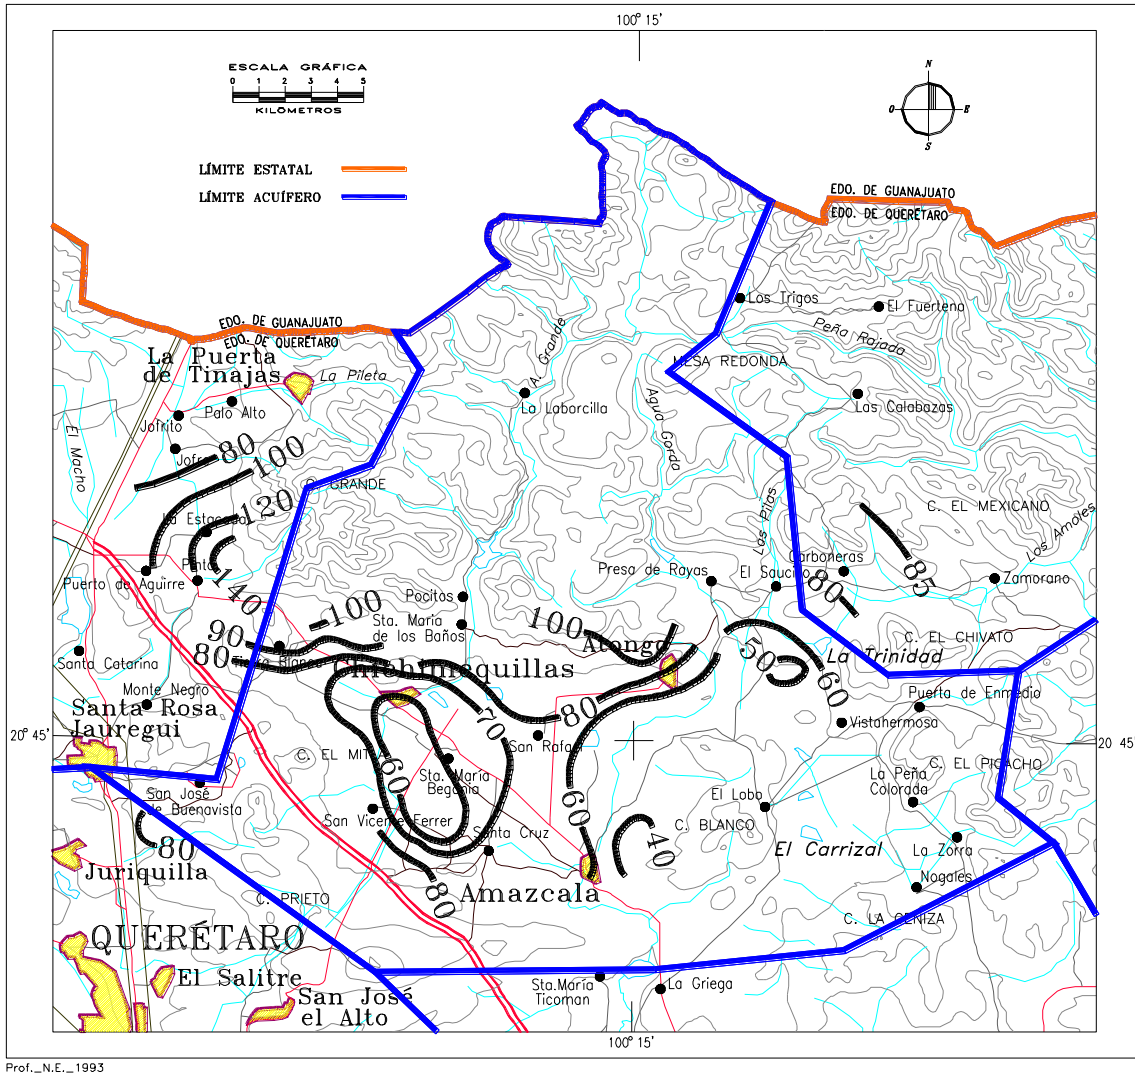 100° 15'
ESCALA GRÁFICA
0 1 2 3 4 5
KILÓMETROS
N
O E
S
LÍMITE ESTATAL
LÍMITE ACUÍFERO
EDO. DE GUANAJUATO
EDO. DE QUERÉTARO
Los Trigos
El Fuerteno
EDO. DE GUANAJUATO
EDO. DE QUERÉTARO
Peña Rajada
MESA REDONDA
La Puerta
de Tinajas
La Pileta
A. Grande
La Laborcilla
Las Calabazas
Palo Alto
Jofrito
Agua Gorda
El Macho
80
100
120
140
GRANDE
Las Pilas
C. EL MEXICANO
Los Amoles
85
Puerto de Aguirre
Carboneras
El Saucillo
80
Presa de Rayas
Zamorano
Pocitos
Sta. María
de los Baños
100
90
80
100
Atongo
50
60
C. EL CHIVATO
La Trinidad
Santa Catarina
Chichimequillas
Monte Negro
Santa Rosa
Jauregui
Puerta de Enmedio
Vistahermosa
70
80
20° 45'
San Rafael
20 45'
C. EL PICACHO
La Peña
Colorada
60
Sta. María
Begonia
San José
de Buenavista
San Vicente Ferrer
El Lobo
C. BLANCO
60
40
Santa Cruz
El Carrizal
La Zorra
Nogales
80
Juriquilla
80
Amazcala
C. PRIETO
C. LA CENIZA
QUERÉTARO
El Salitre
San José
el Alto
Sta.María
Ticoman
La Griega
100° 15'
Prof._N.E._1993